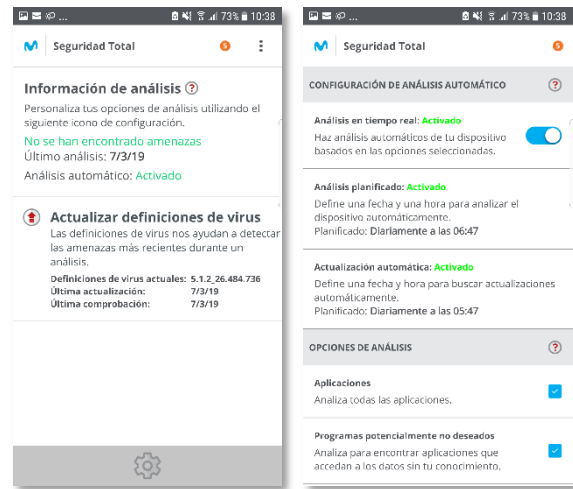 ... 73% 10:38
Seguridad Total 5
Información de análisis ?
Personaliza tus opciones de análisis utilizando el
siguiente icono de configuración.
No se han encontrado amenazas
Último análisis: 7/3/19
Análisis automático: Activado
Actualizar definiciones de virus
Las definiciones de virus nos ayudan a detectar
las amenazas más recientes durante un
análisis.
Definiciones de virus actuales: 5.1.2_26.484.736
Última actualización: 7/3/19
Última comprobación: 7/3/19
... 73% 10:38
Seguridad Total 5
CONFIGURACIÓN DE ANÁLISIS AUTOMÁTICO ?
Análisis en tiempo real: Activado
Haz análisis automáticos de tu dispositivo
basados en las opciones seleccionadas.
Análisis planificado: Activado
Define una fecha y una hora para analizar el
dispositivo automáticamente.
Planificado: Diariamente a las 06:47
Actualización automática: Activado
Define una fecha y hora para buscar actualizaciones
automáticamente.
Planificado: Diariamente a las 05:47
OPCIONES DE ANÁLISIS ?
Aplicaciones
Analiza todas las aplicaciones.
Programas potencialmente no deseados
Analiza para encontrar aplicaciones que
accedan a los datos sin tu conocimiento.